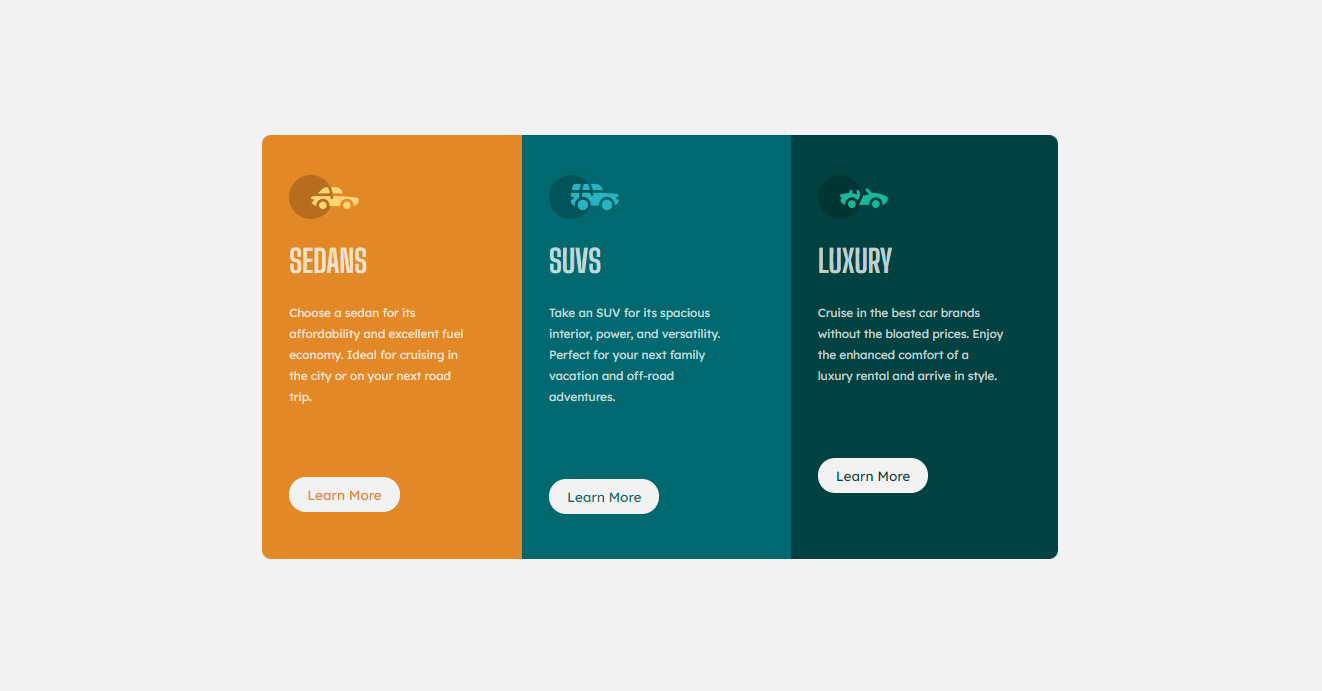 SEDANS
Choose a sedan for its
affordability and excellent fuel
economy. Ideal for cruising in
the city or on your next road
trip.
Learn More
SUVS
Take an SUV for its spacious
interior, power, and versatility.
Perfect for your next family
vacation and off-road
adventures.
Learn More
LUXURY
Cruise in the best car brands
without the bloated prices. Enjoy
the enhanced comfort of a
luxury rental and arrive in style.
Learn More